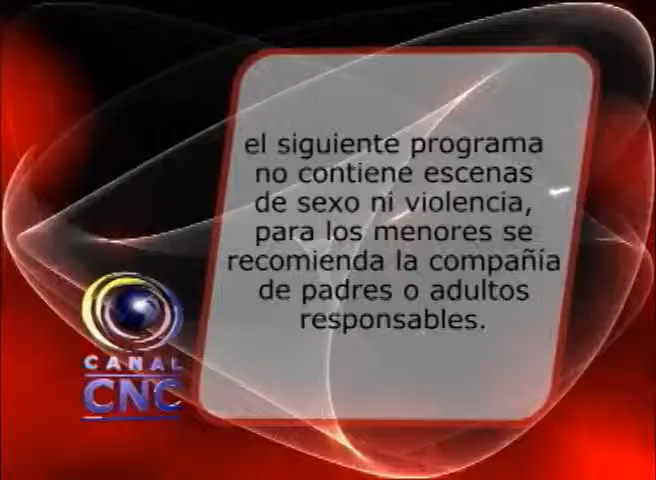 el siguiente programa
no contiene escenas
de sexo ni violencia,
para los menores se
recomienda la compañía
de padres o adultos
responsables.
CANAL
CNC